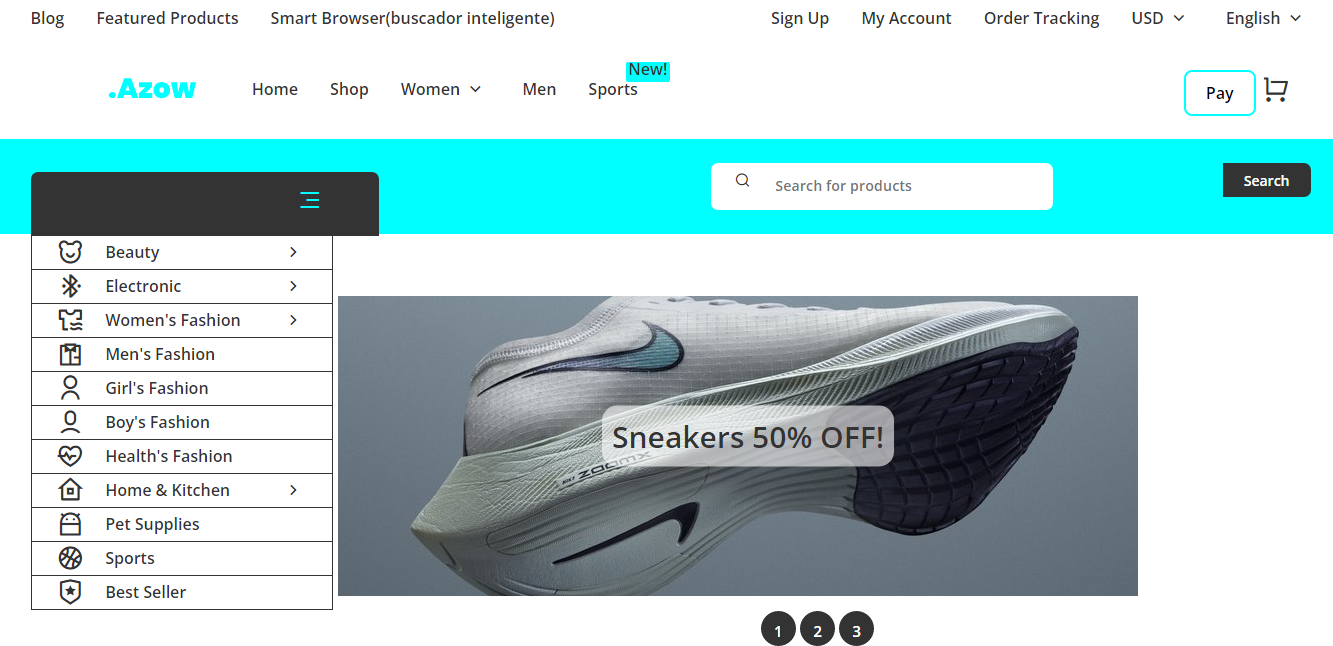 Blog Featured Products Smart Browser(buscador inteligente) Sign Up My Account Order Tracking USD English
.Azow Home Shop Women Men Sports New! Pay
Search for products Search
Beauty
Electronic
Women's Fashion
Men's Fashion
Girl's Fashion
Boy's Fashion
Health's Fashion
Home & Kitchen
Pet Supplies
Sports
Best Seller
Sneakers 50% OFF!
ZOOMX
1 2 3